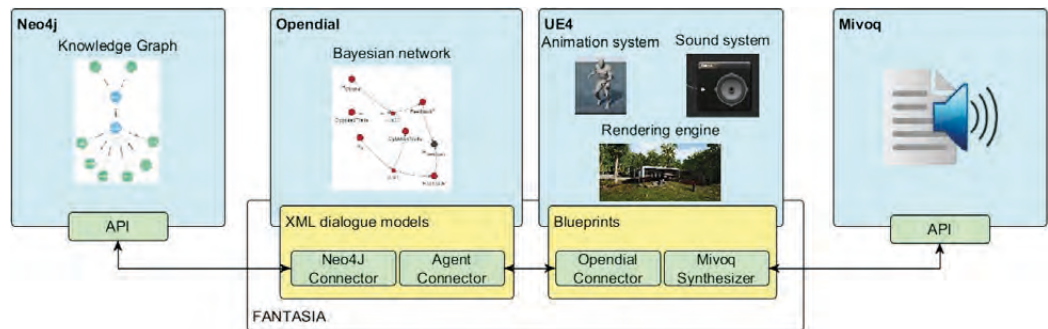 Neo4j
Knowledge Graph
API
Opendial
Bayesian network
XML dialogue models
Neo4J
Connector
Agent
Connector
UE4
Animation system
Sound system
Rendering engine
Blueprints
Opendial
Connector
Mivoq
Synthesizer
Mivoq
API
FANTASIA